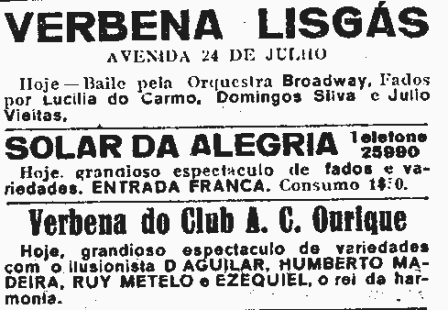 VERBENA LISGÁS
AVENIDA 24 DE JULHO
Hoje — Baile pela Orquestra Broadway. Fados
por Lucilia do Carmo, Domingos Silva e Julio
Vieitas.
SOLAR DA ALEGRIA Telefone
25990
Hoje, grandioso espectaculo de fados e va-
riedades. ENTRADA FRANCA. Consumo
Verbena do Club A. C. Ourique
Hoje, grandioso espectaculo de variedades
com o ilusionista D AGUILAR, HUMBERTO MA-
DEIRA, RUY METELO e EZEQUIEL, o rei da har-
monia.